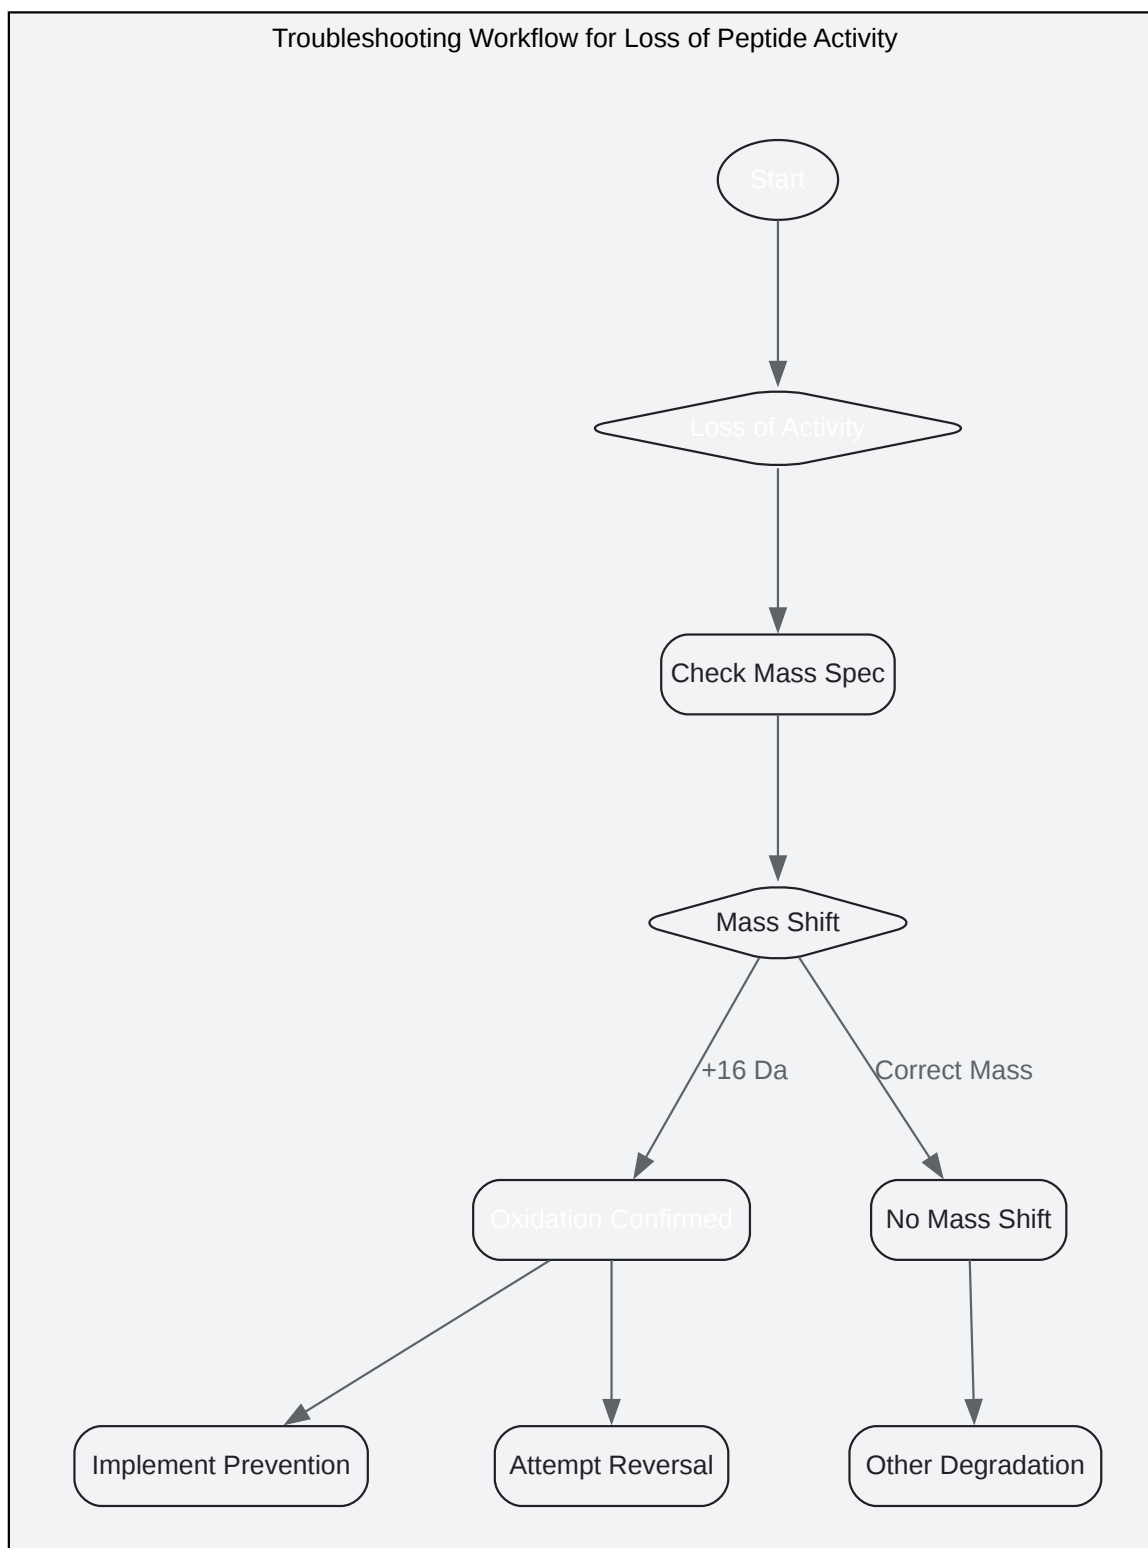 Troubleshooting Workflow for Loss of Peptide Activity
Start
Loss of Activity
Check Mass Spec
Mass Shift
+16 Da
Correct Mass
Oxidation Confirmed
No Mass Shift
Implement Prevention
Attempt Reversal
Other Degradation